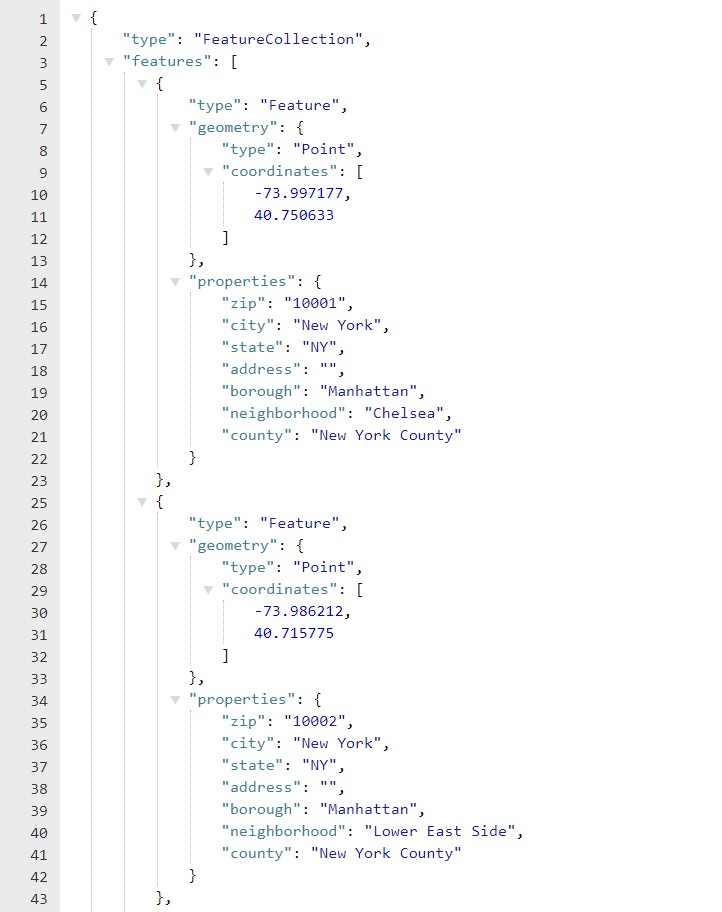 1 {
2 "type": "FeatureCollection",
3 "features": [
5 {
6 "type": "Feature",
7 "geometry": {
8 "type": "Point",
9 "coordinates": [
10 -73.997177,
11 40.750633
12 ]
13 },
14 "properties": {
15 "zip": "10001",
16 "city": "New York",
17 "state": "NY",
18 "address": "",
19 "borough": "Manhattan",
20 "neighborhood": "Chelsea",
21 "county": "New York County"
22 }
23 },
25 {
26 "type": "Feature",
27 "geometry": {
28 "type": "Point",
29 "coordinates": [
30 -73.986212,
31 40.715775
32 ]
33 },
34 "properties": {
35 "zip": "10002",
36 "city": "New York",
37 "state": "NY",
38 "address": "",
39 "borough": "Manhattan",
40 "neighborhood": "Lower East Side",
41 "county": "New York County"
42 }
43 },